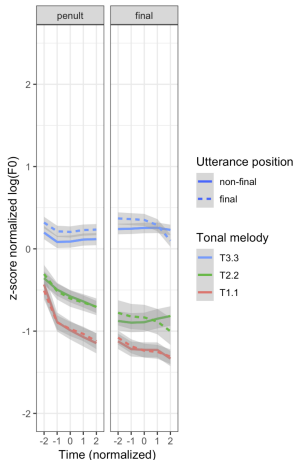 penult final
2
1
0
-1
-2
-2 -1 0 1 2 -2 -1 0 1 2
Time (normalized)
z-score normalized log(F0)
Utterance position
non-final
final
Tonal melody
T3.3
T2.2
T1.1